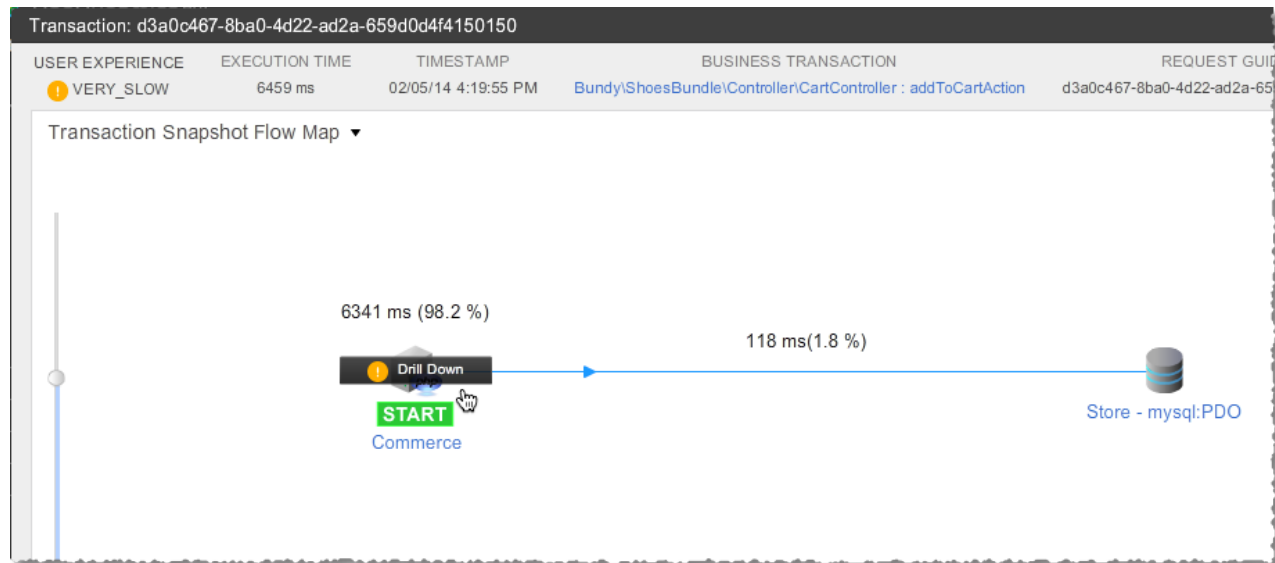 Transaction: d3a0c467-8ba0-4d22-ad2a-659d0d4f4150150
USER EXPERIENCE EXECUTION TIME TIMESTAMP BUSINESS TRANSACTION REQUEST GUID
VERY_SLOW 6459 ms 02/05/14 4:19:55 PM Bundy\ShoesBundle\Controller\CartController : addToCartAction d3a0c467-8ba0-4d22-ad2a-65
Transaction Snapshot Flow Map
6341 ms (98.2 %)
118 ms(1.8 %)
Drill Down
START
Store - mysql:PDO
Commerce